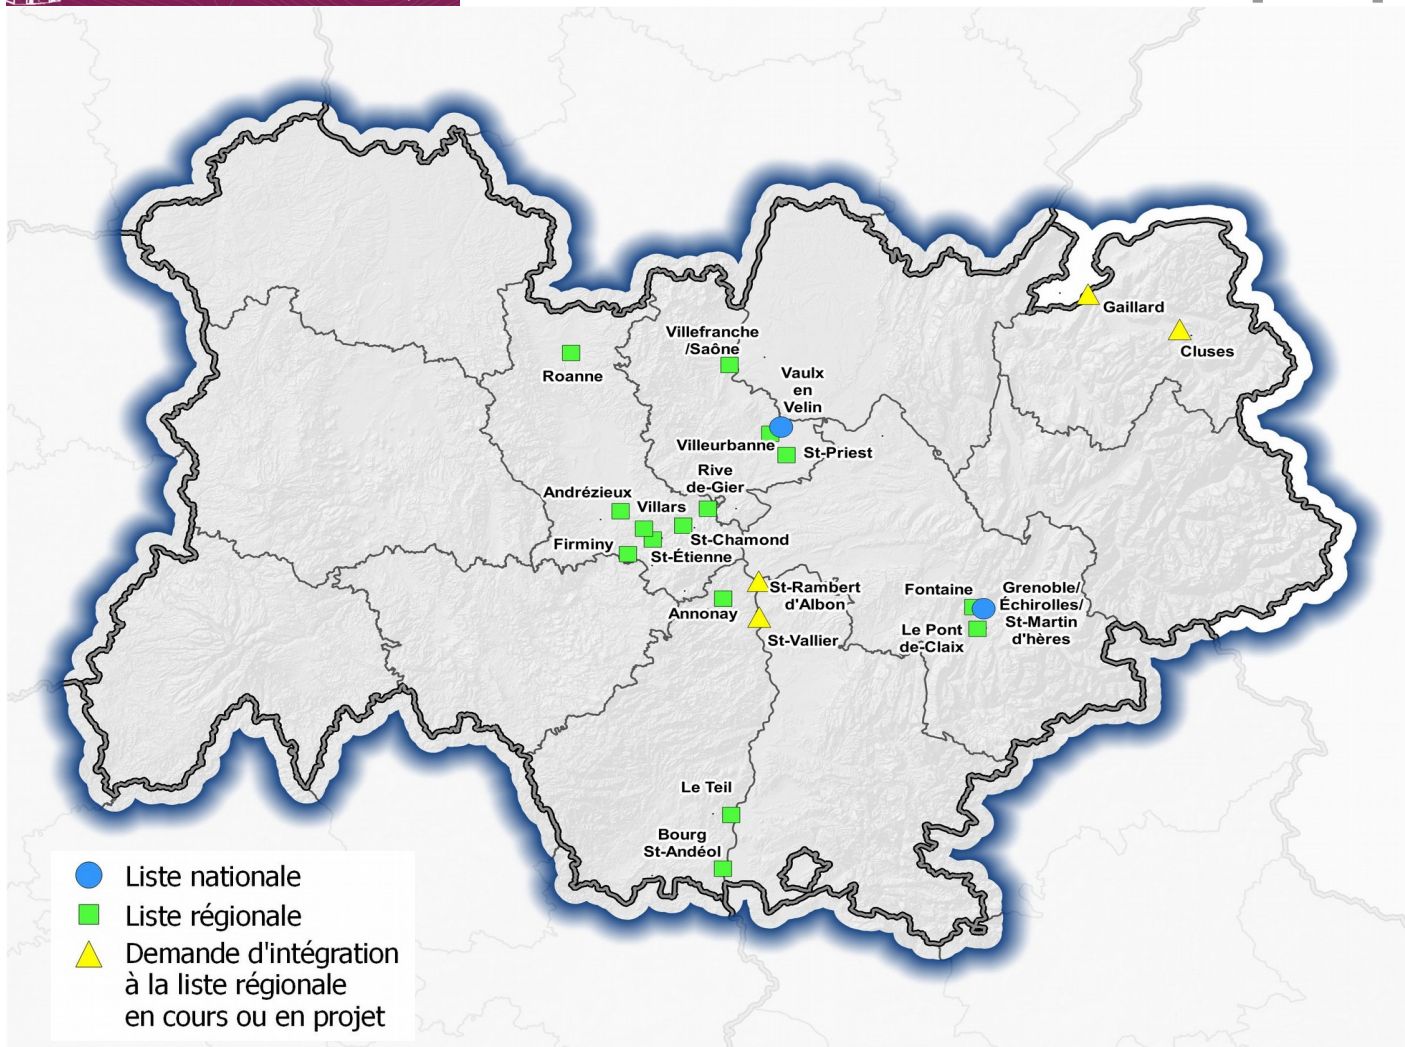 Gaillard
Cluses
Villefranche
/Saône
Roanne
Vaulx
en
Velin
Villeurbanne
St-Priest
Rive
de-Gier
Andrézieux
Villars
St-Chamond
Firminy
St-Étienne
St-Rambert
d'Albon
Annonay
St-Vallier
Fontaine
Grenoble/
Échirolles/
St-Martin
d'hères
Le Pont
de-Claix
Le Teil
Bourg
St-Andéol
Liste nationale
Liste régionale
Demande d'intégration
à la liste régionale
en cours ou en projet